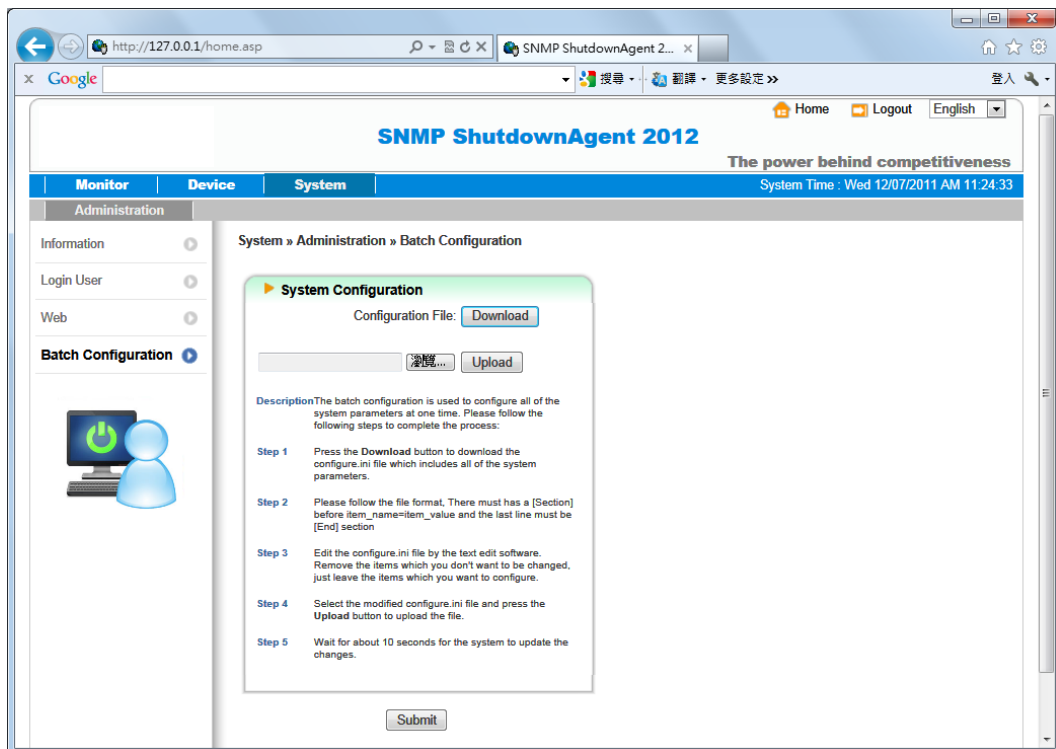 http://127.0.0.1/home.asp
SNMP ShutdownAgent 2...
Google
搜尋
翻譯
更多設定 »
登入
Home
Logout
English
SNMP ShutdownAgent 2012
The power behind competitiveness
Monitor
Device
System
System Time : Wed 12/07/2011 AM 11:24:33
Administration
Information
Login User
Web
Batch Configuration
System » Administration » Batch Configuration
System Configuration
Configuration File:
Download
瀏覽...
Upload
Description
The batch configuration is used to configure all of the
system parameters at one time. Please follow the
following steps to complete the process:
Step 1
Press the Download button to download the
configure.ini file which includes all of the system
parameters.
Step 2
Please follow the file format, There must has a [Section]
before item_name=item_value and the last line must be
[End] section
Step 3
Edit the configure.ini file by the text edit software.
Remove the items which you don't want to be changed,
just leave the items which you want to configure.
Step 4
Select the modified configure.ini file and press the
Upload button to upload the file.
Step 5
Wait for about 10 seconds for the system to update the
changes.
Submit